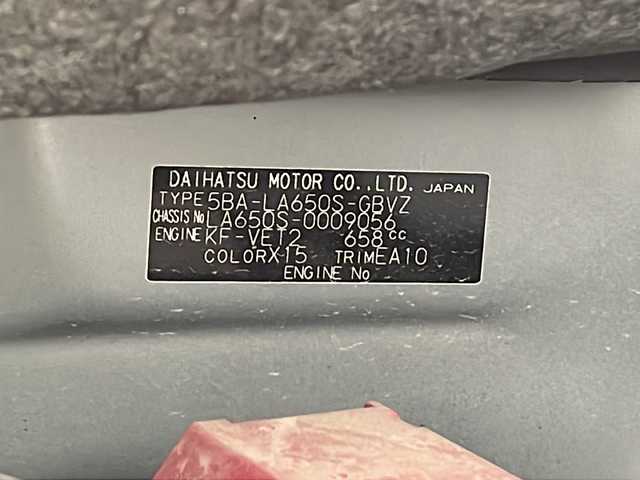 DAIHATSU MOTOR CO.,LTD. JAPAN
TYPE 5BA-LA650S-GBVZ
CHASSIS No LA650S-0009056
ENGINE KF-VET2 658cc
COLOR X15 TRIM EA10
ENGINE No